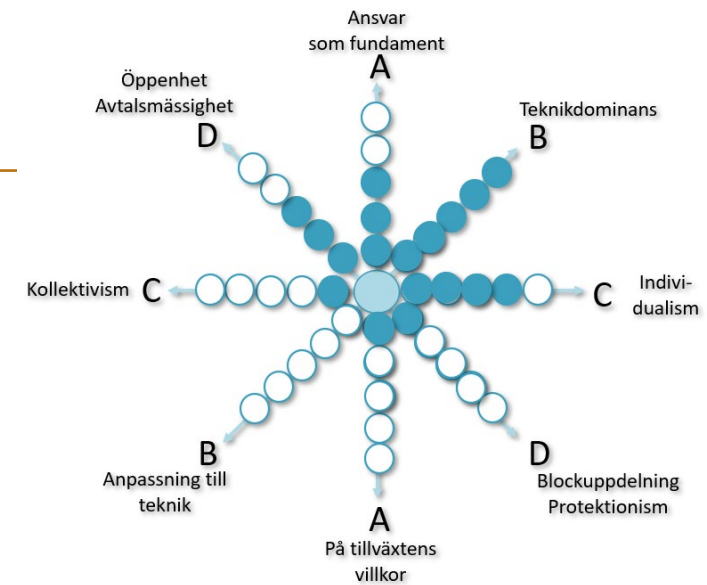 Ansvar
som fundament
A
Öppenhet
Avtalsmässighet
D
Teknikdominans
B
Kollektivism C
C Indivi-
dualism
B
Anpassning till
teknik
D
Blockuppdelning
Protektionism
A
På tillväxtens
villkor